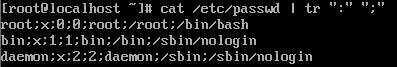 [root@localhost ~]# cat /etc/passwd | tr ":" ";"
root;x;0;0;root;/root;/bin/bash
bin;x;1;1;bin;/bin;/sbin/nologin
daemon;x;2;2;daemon;/sbin;/sbin/nologin